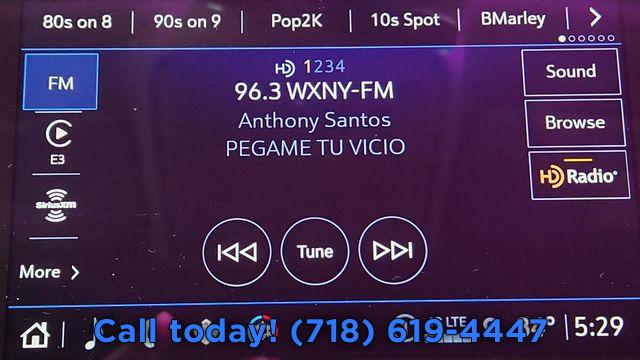 80s on 8 | 90s on 9 | Pop2K | 10s Spot | BMarley
FM
HD 1234
96.3 WXNY-FM
Anthony Santos
PEGAME TU VICIO
Sound
Browse
HD Radio
E3
SiriusXM
Tune
More
LTE
Call today! (718) 619-4447
5:29